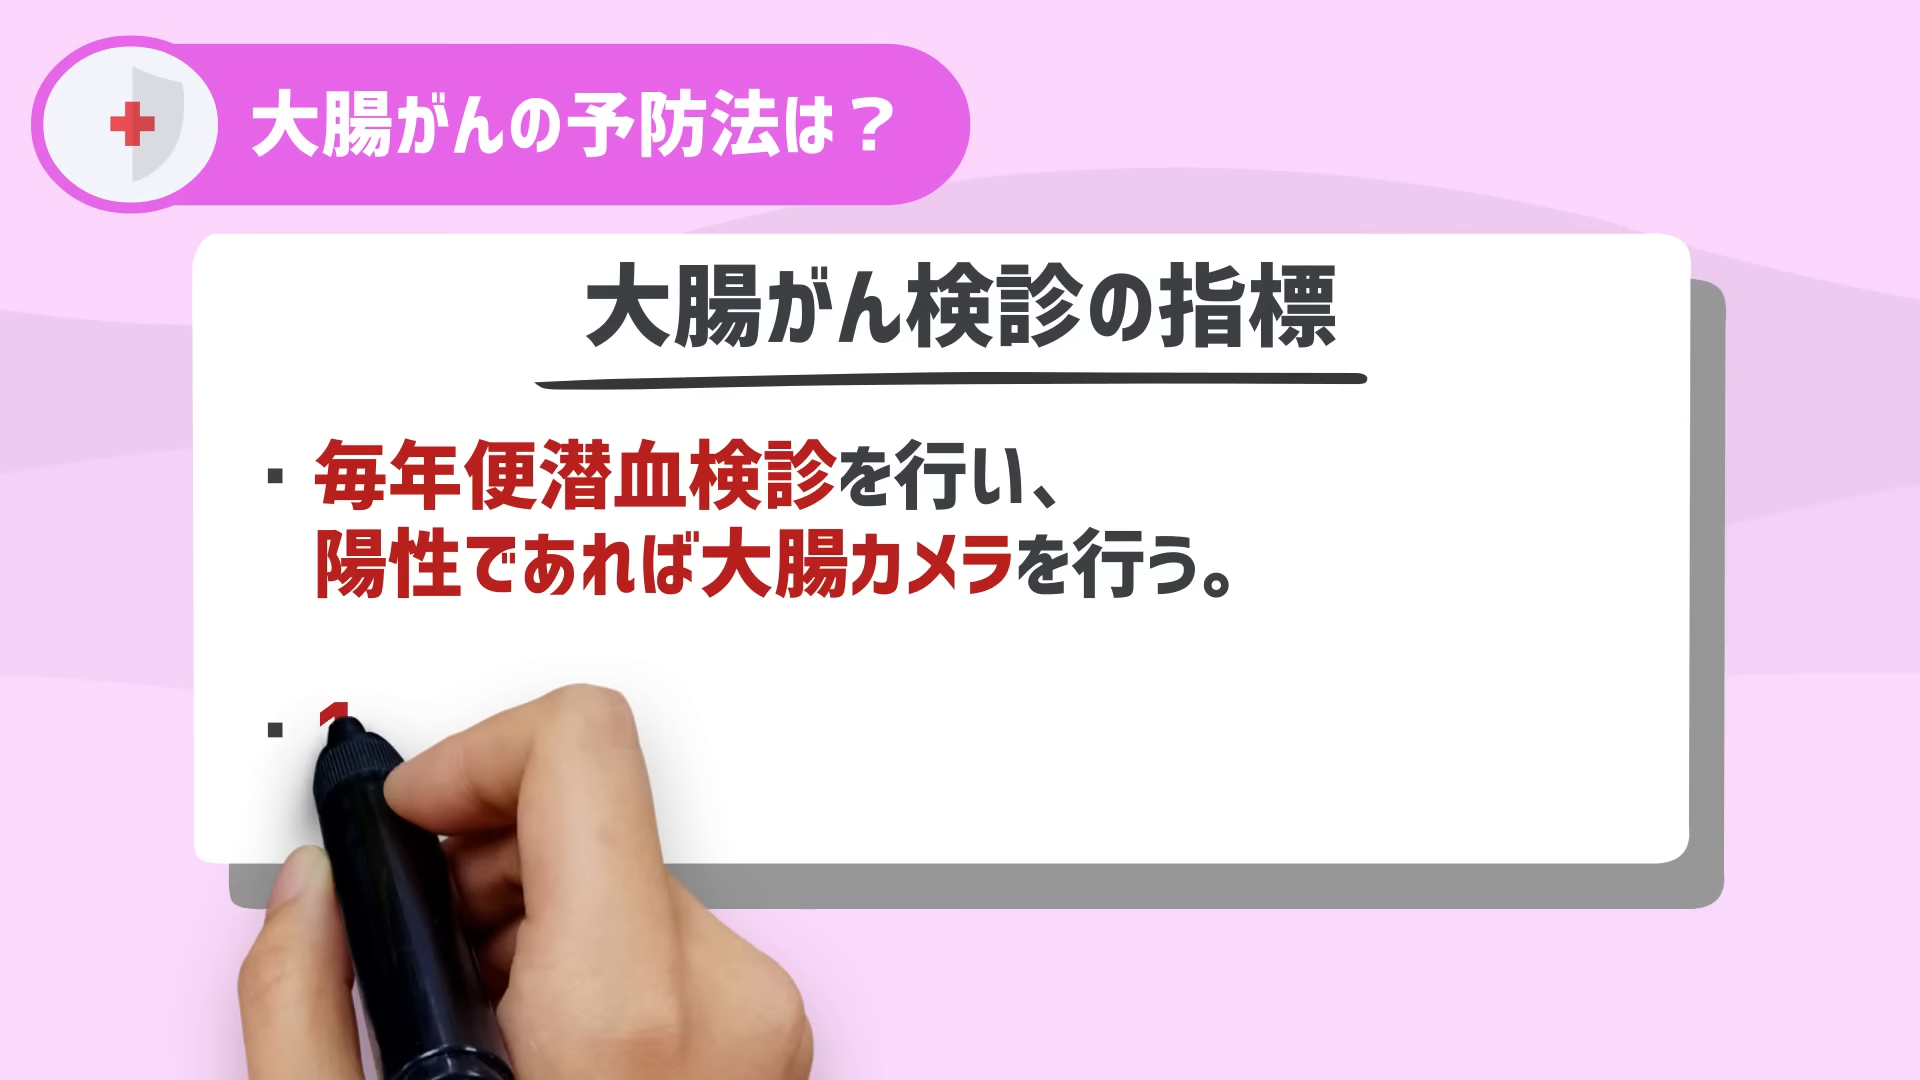 大腸がんの予防法は？
大腸がん検診の指標
・毎年便潜血検診を行い、
陽性であれば大腸カメラを行う。
・